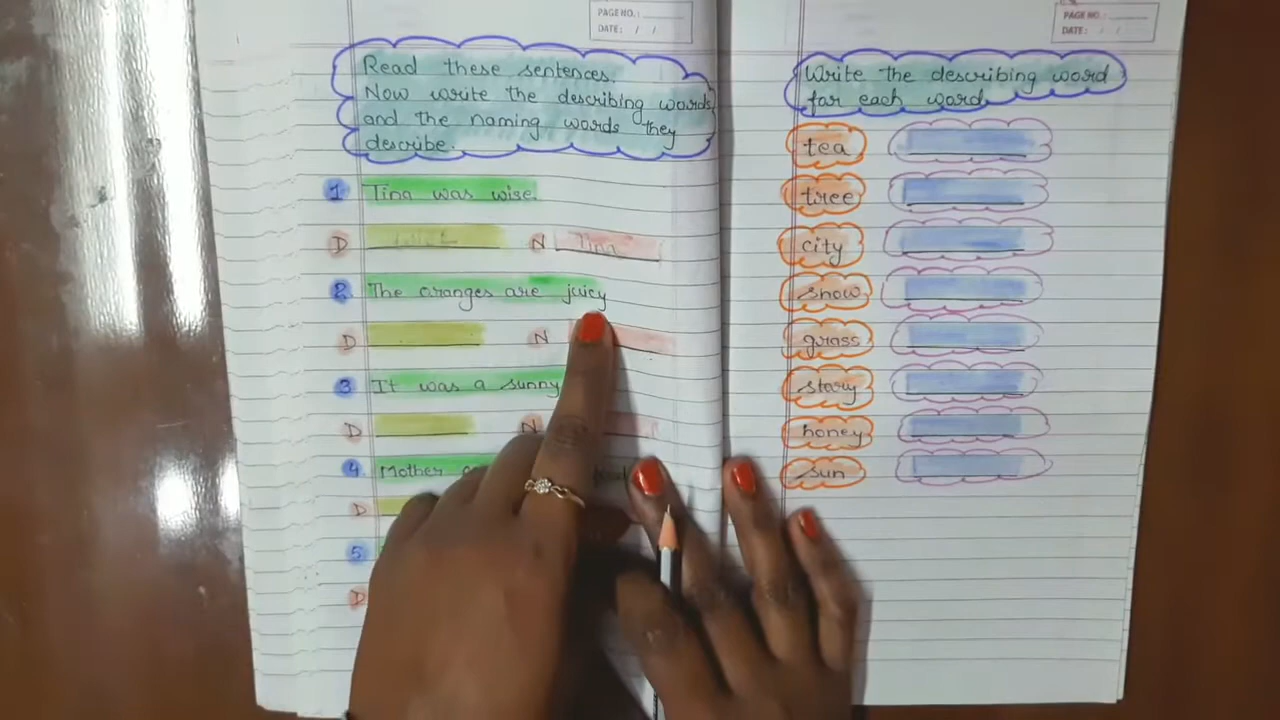 PAGE NO.:
DATE: / /
Read these sentences.
Now write the describing words
and the naming words they
describe.
1 Tina was wise.
D N Tina
2 The oranges are juicy
D N
3 It was a sunny
D N
4 Mother
D
5
D
PAGE NO.:
DATE: / /
Write the describing word
for each word
tea
tree
city
snow
grass
story
honey
sun